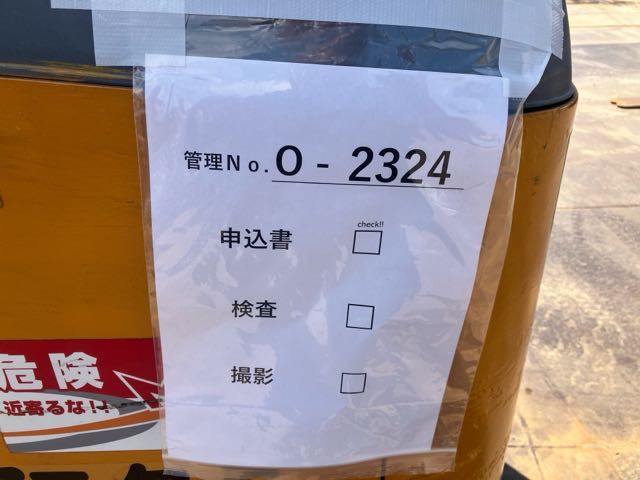 管理No. O - 2324
check!!
申込書 □
検査 □
撮影 □
危険
近寄るな!!